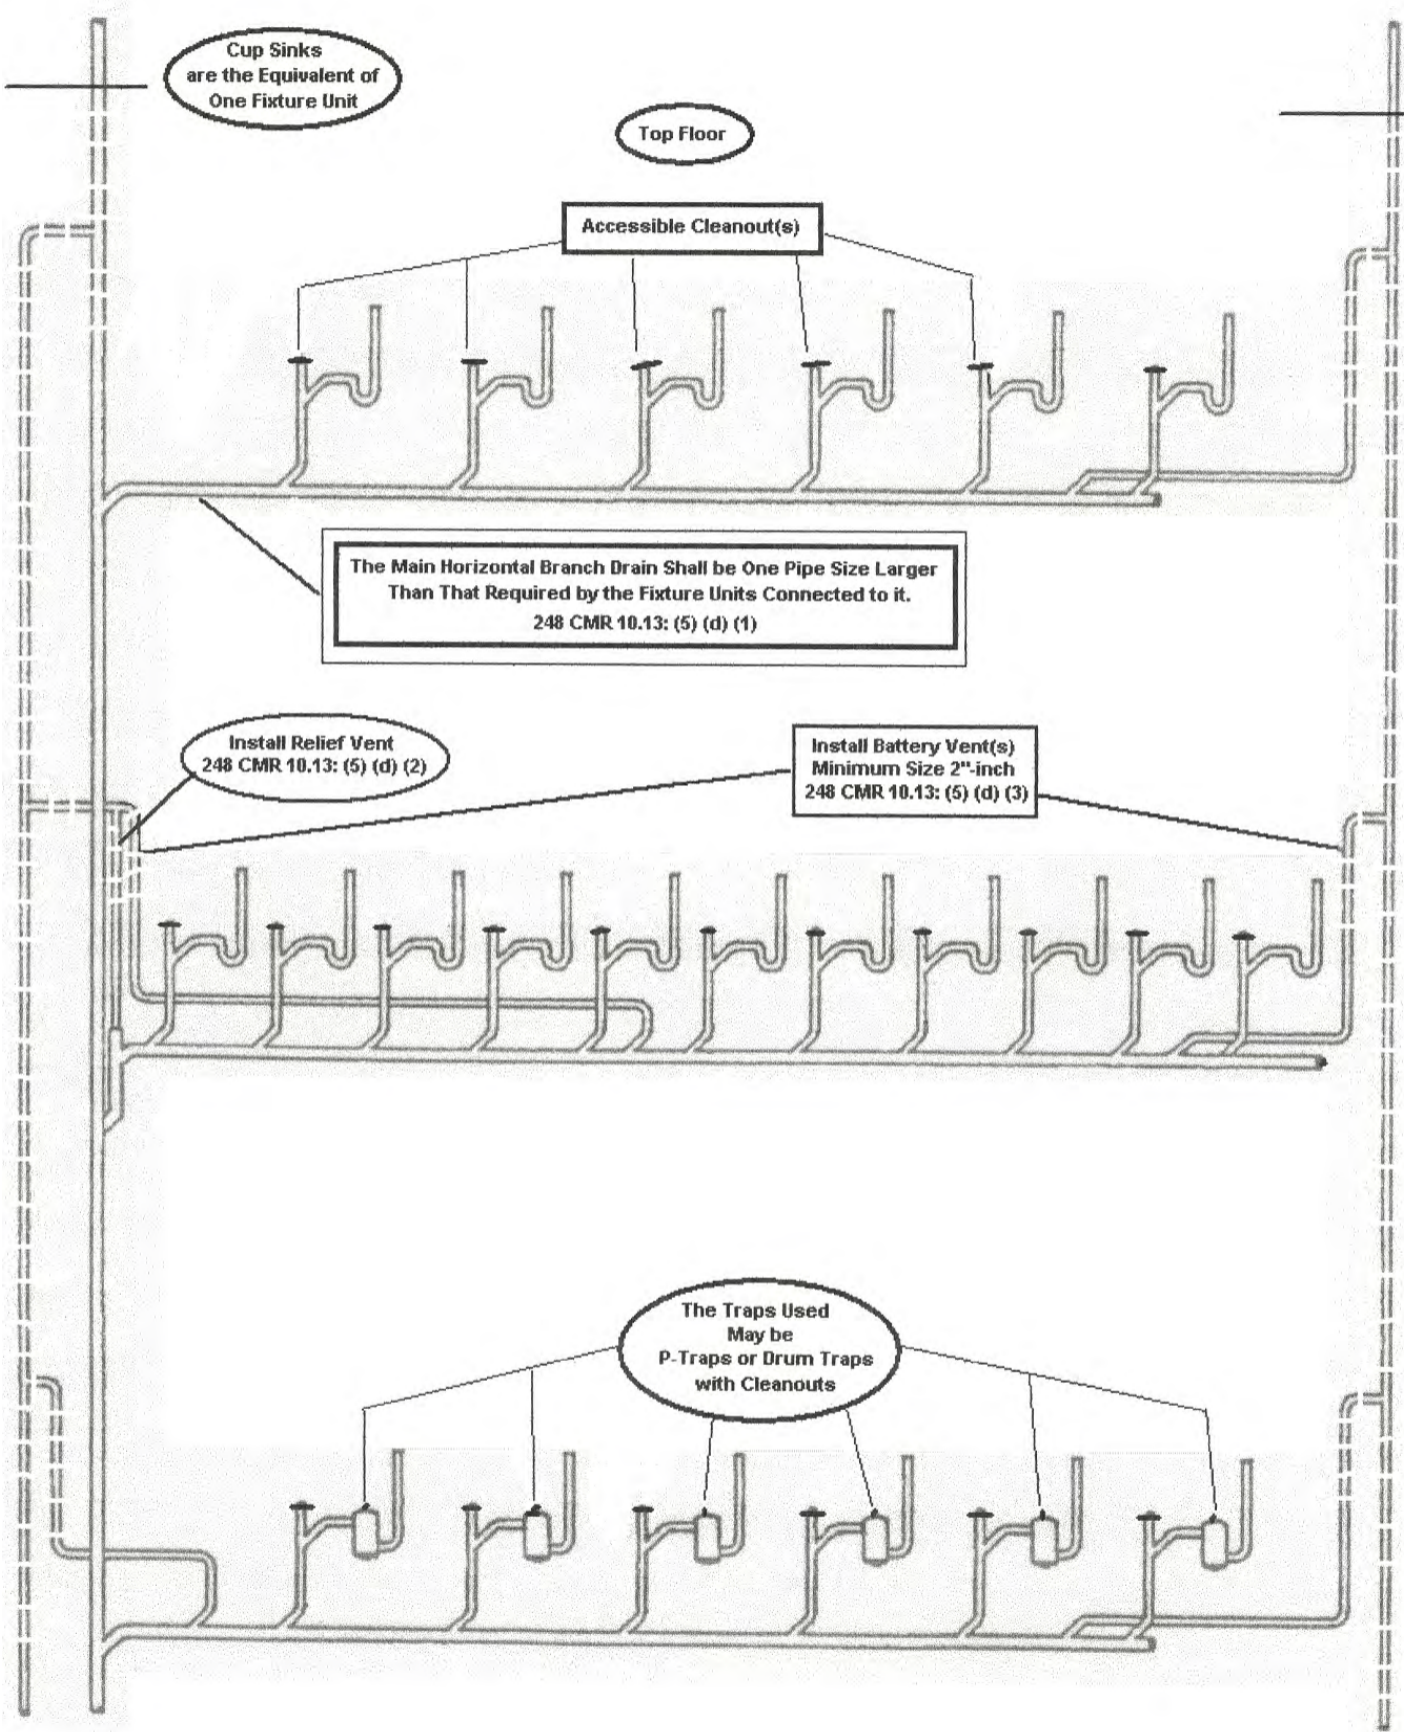 Cup Sinks
are the Equivalent of
One Fixture Unit
Top Floor
Accessible Cleanout(s)
The Main Horizontal Branch Drain Shall be One Pipe Size Larger
Than That Required by the Fixture Units Connected to it.
248 CMR 10.13: (5) (d) (1)
Install Relief Vent
248 CMR 10.13: (5) (d) (2)
Install Battery Vent(s)
Minimum Size 2"-inch
248 CMR 10.13: (5) (d) (3)
The Traps Used
May be
P-Traps or Drum Traps
with Cleanouts